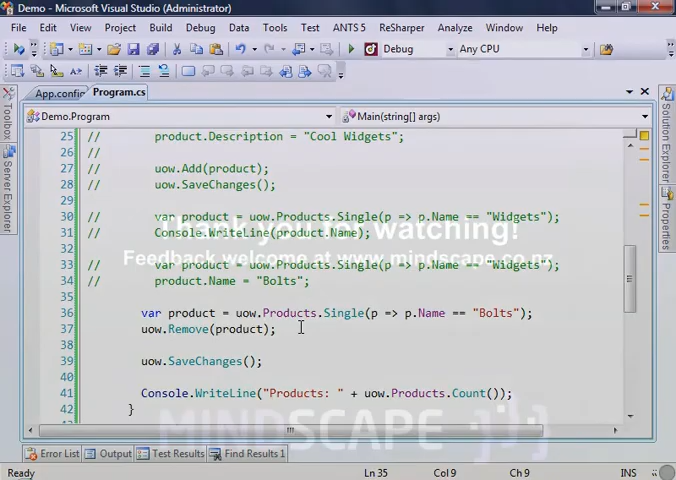 Demo - Microsoft Visual Studio (Administrator)
File Edit View Project Build Data Tools Test ANTS 5 ReSharper Analyze Window Help
Debug Any CPU
App.config Program.cs
Demo.Program Main(string[] args)
25 // product.Description = "Cool Widgets";
26 //
27 // uow.Add(product);
28 // uow.SaveChanges();
29
30 // var product = uow.Products.Single(p => p.Name == "Widgets");
Thank you for watching!
31 // Console.WriteLine(product.Name);
32
Feedback welcome at www.mindscape.co.nz
33 // var product = uow.Products.Single(p => p.Name == "Widgets");
34 // product.Name = "Bolts";
35
36 var product = uow.Products.Single(p => p.Name == "Bolts");
37 uow.Remove(product);
38
39 uow.SaveChanges();
40
41 Console.WriteLine("Products: " + uow.Products.Count());
42 }
MINDSCAPE
Toolbox
Server Explorer
Solution Explorer
Properties
Error List Output Test Results Find Results 1
Ready Ln 35 Col 9 Ch 9 INS